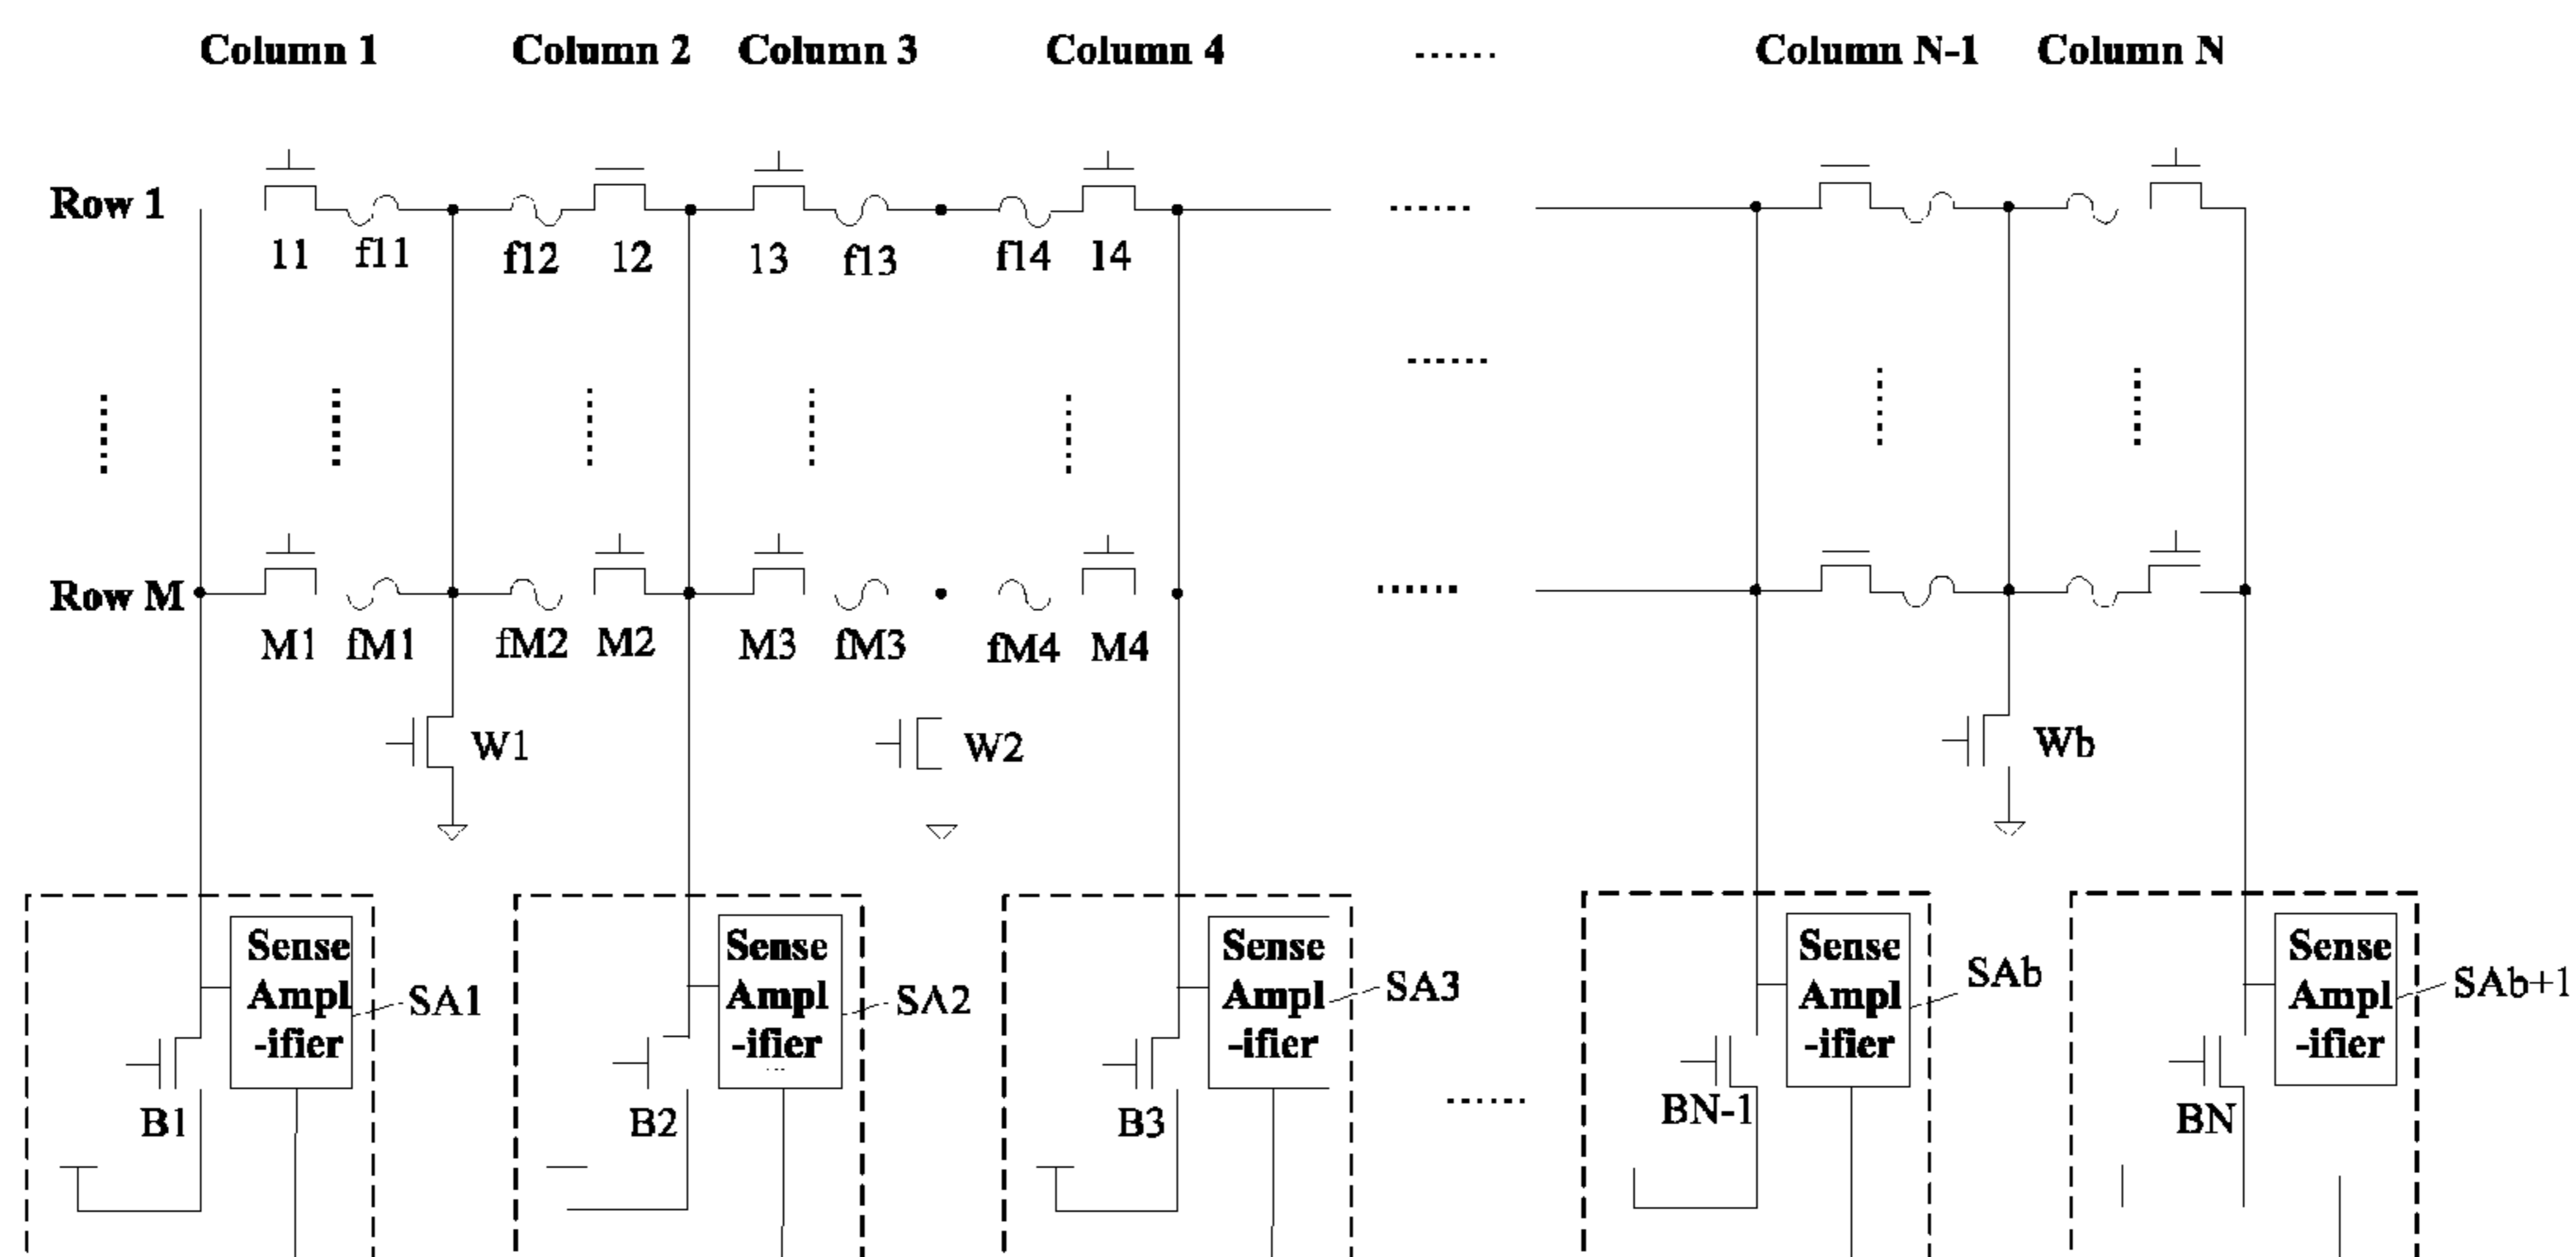 Column 1 Column 2 Column 3 Column 4 ...... Column N-1 Column N
Row 1
11 f11 f12 12 13 f13 f14 14
Row M
M1 fM1 fM2 M2 M3 fM3 fM4 M4
W1 W2 Wb
Sense Sense Sense Sense Sense
Ampl Ampl Ampl Ampl Ampl
-ifier -ifier -ifier -ifier -ifier
SA1 SA2 SA3 SAb SAb+1
B1 B2 B3 BN-1 BN